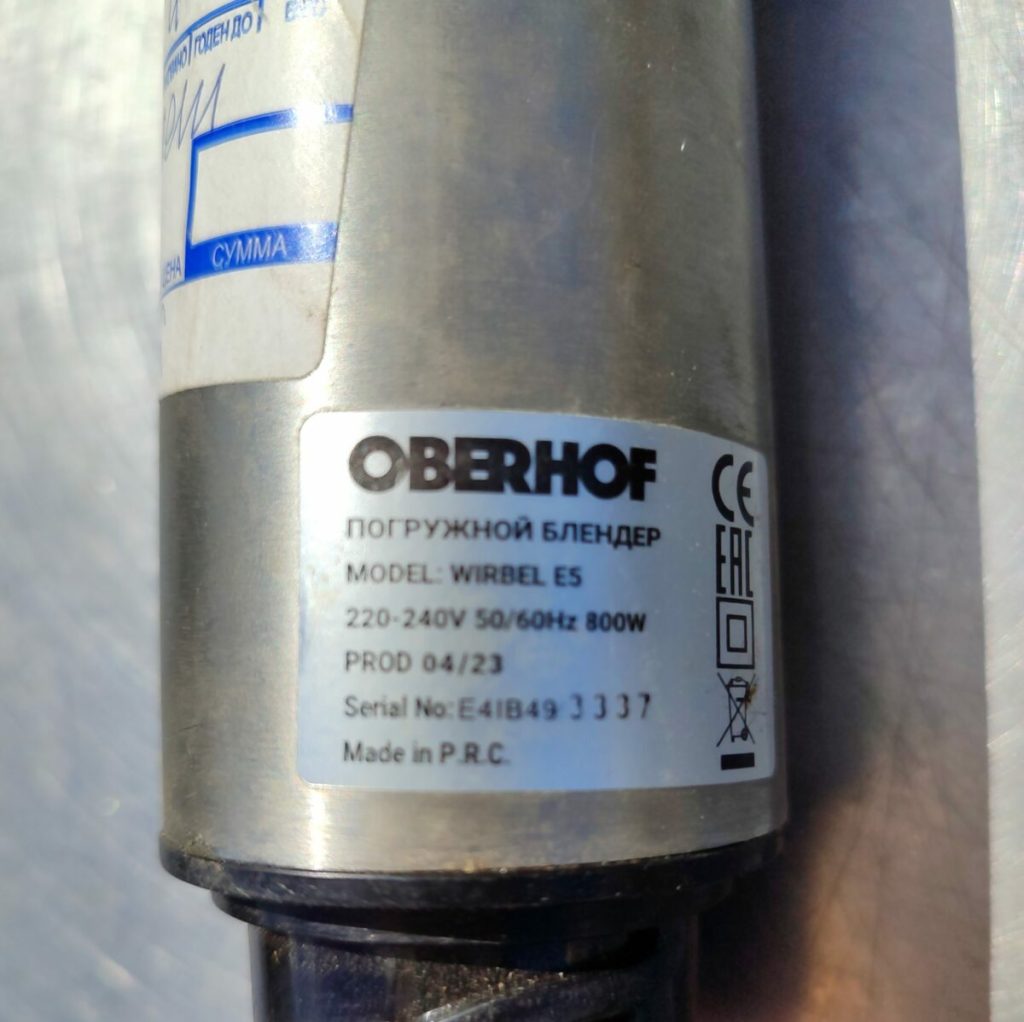 ГОДЕН ДО
СУММА
OBERHOF
ПОГРУЖНОЙ БЛЕНДЕР
MODEL: WIRBEL E5
220-240V 50/60Hz 800W
PROD 04/23
Serial No: E4IB49 3337
Made in P.R.C.
CE
EAC